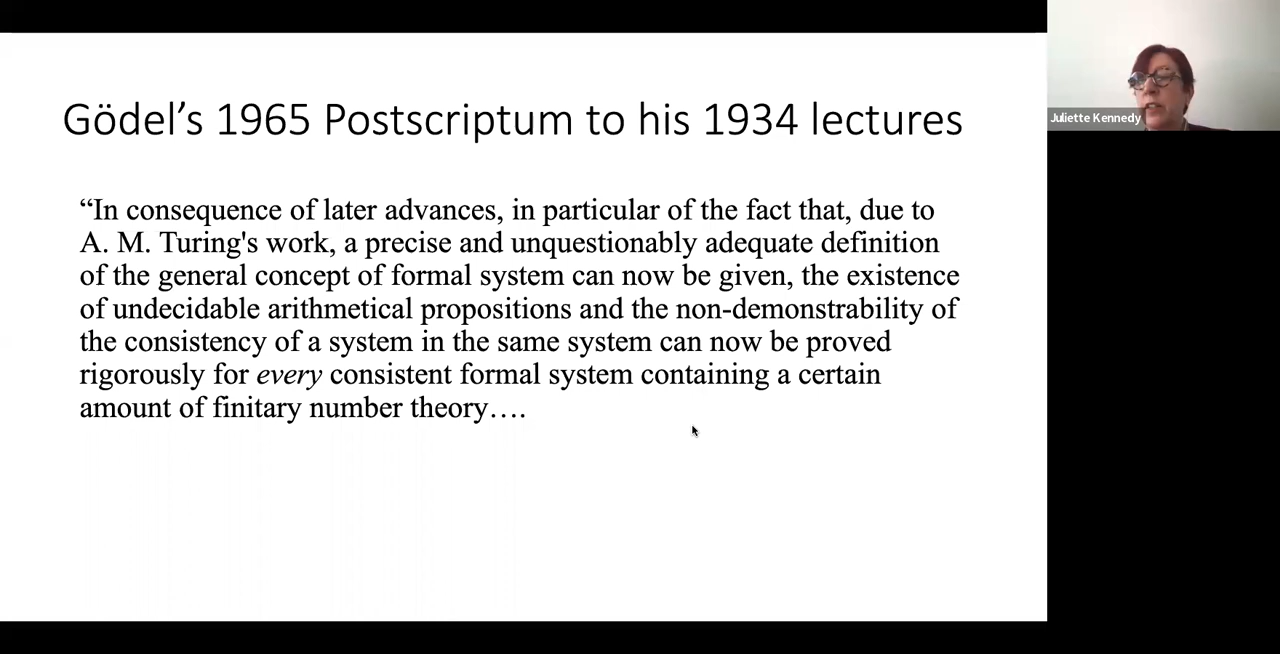 Gödel’s 1965 Postscriptum to his 1934 lectures
“In consequence of later advances, in particular of the fact that, due to
A. M. Turing's work, a precise and unquestionably adequate definition
of the general concept of formal system can now be given, the existence
of undecidable arithmetical propositions and the non-demonstrability of
the consistency of a system in the same system can now be proved
rigorously for every consistent formal system containing a certain
amount of finitary number theory….
Juliette Kennedy